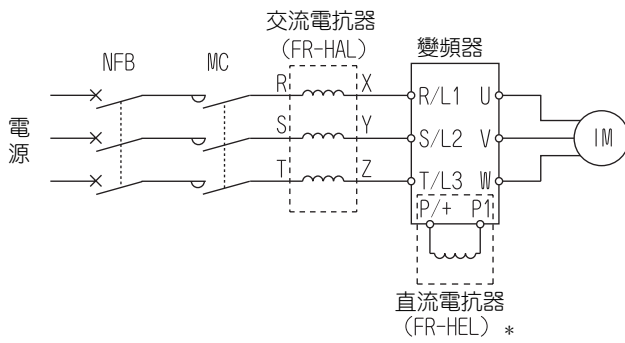 交流電抗器
(FR-HAL)
變頻器
NFB
MC
R
X
R/L1
U
電源
S
Y
S/L2
V
IM
T
Z
T/L3
W
P/+
P1
直流電抗器
(FR-HEL) *